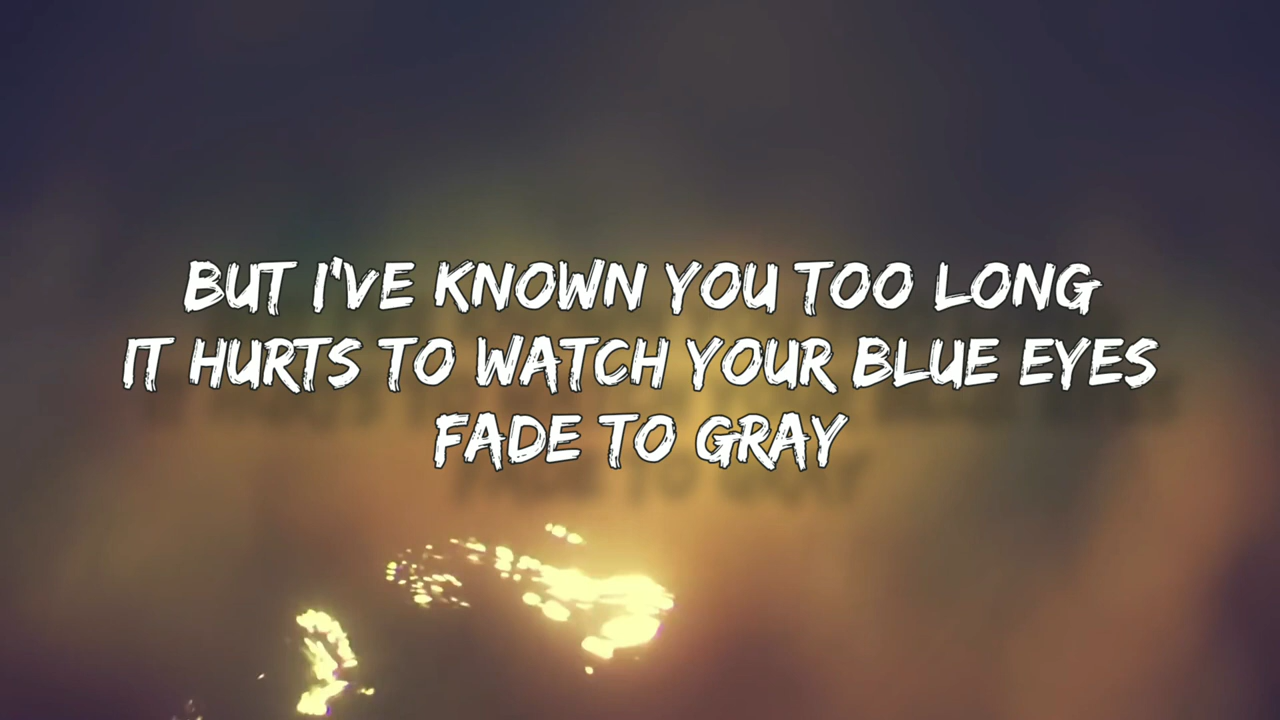 BUT I'VE KNOWN YOU TOO LONG
IT HURTS TO WATCH YOUR BLUE EYES
FADE TO GRAY